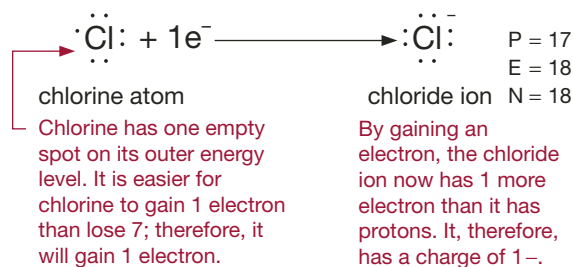 ·Cl: + 1e⁻ → :Cl:⁻
P = 17
E = 18
chlorine atom chloride ion N = 18
Chlorine has one empty
spot on its outer energy
level. It is easier for
chlorine to gain 1 electron
than lose 7; therefore, it
will gain 1 electron.
By gaining an
electron, the chloride
ion now has 1 more
electron than it has
protons. It, therefore,
has a charge of 1–.